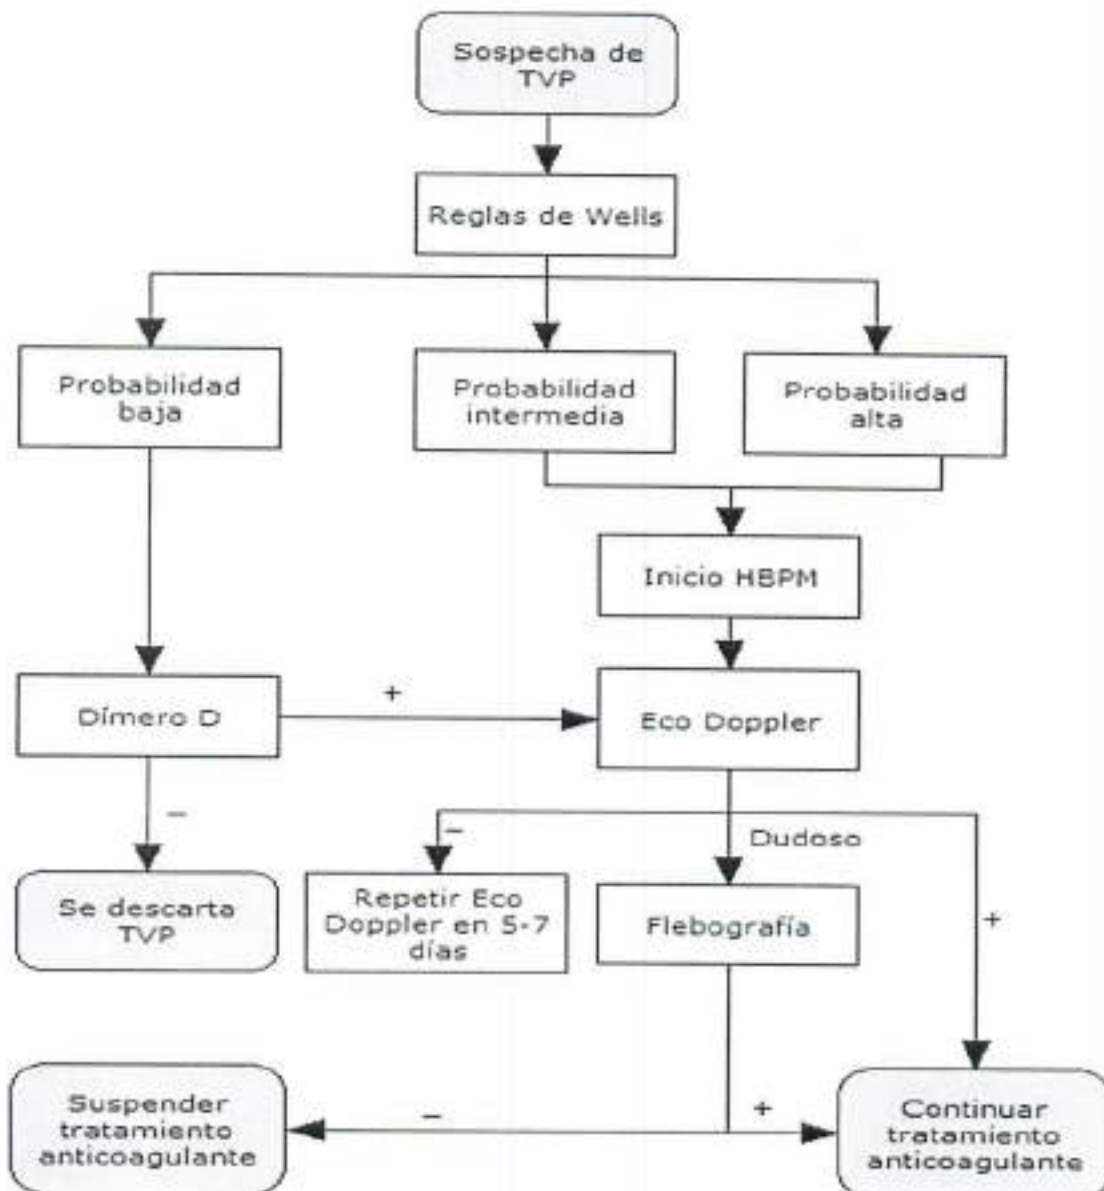 Sospecha de
TVP
Reglas de Wells
Probabilidad
baja
Probabilidad
intermedia
Probabilidad
alta
Inicio HBPM
Dímero D
+
Eco Doppler
–
–
Dudoso
+
Se descarta
TVP
Repetir Eco
Doppler en 5-7
días
Flebografía
Suspender
tratamiento
anticoagulante
–
+
Continuar
tratamiento
anticoagulante